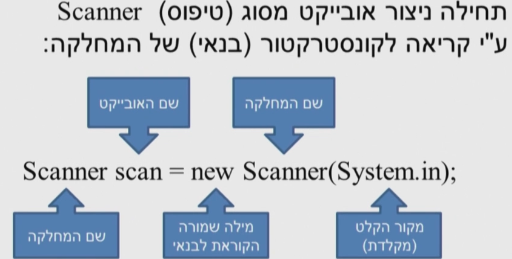 תחילה ניצור אובייקט מסוג (טיפוס) Scanner
ע"י קריאה לקונסטרקטור (בנאי) של המחלקה:
שם המחלקה
שם האובייקט
Scanner scan = new Scanner(System.in);
שם המחלקה
מילה שמורה
הקוראת לבנאי
מקור הקלט
(מקלדת)